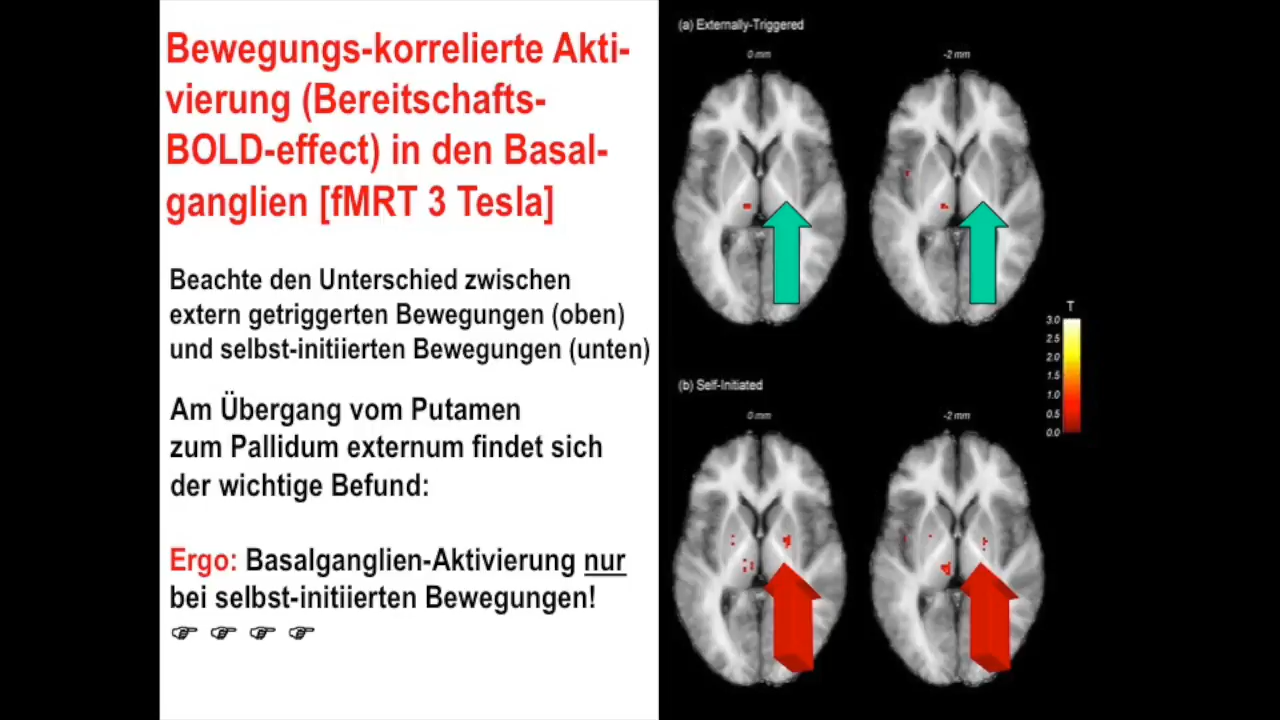 Bewegungs-korrelierte Akti-
vierung (Bereitschafts-
BOLD-effect) in den Basal-
ganglien [fMRT 3 Tesla]
Beachte den Unterschied zwischen
extern getriggerten Bewegungen (oben)
und selbst-initiierten Bewegungen (unten)
Am Übergang vom Putamen
zum Pallidum externum findet sich
der wichtige Befund:
Ergo: Basalganglien-Aktivierung nur
bei selbst-initiierten Bewegungen!
☞ ☞ ☞ ☞
(a) Externally-Triggered
0 mm
-2 mm
T
3.0
2.5
2.0
1.5
1.0
0.5
0.0
(b) Self-Initiated
0 mm
-2 mm